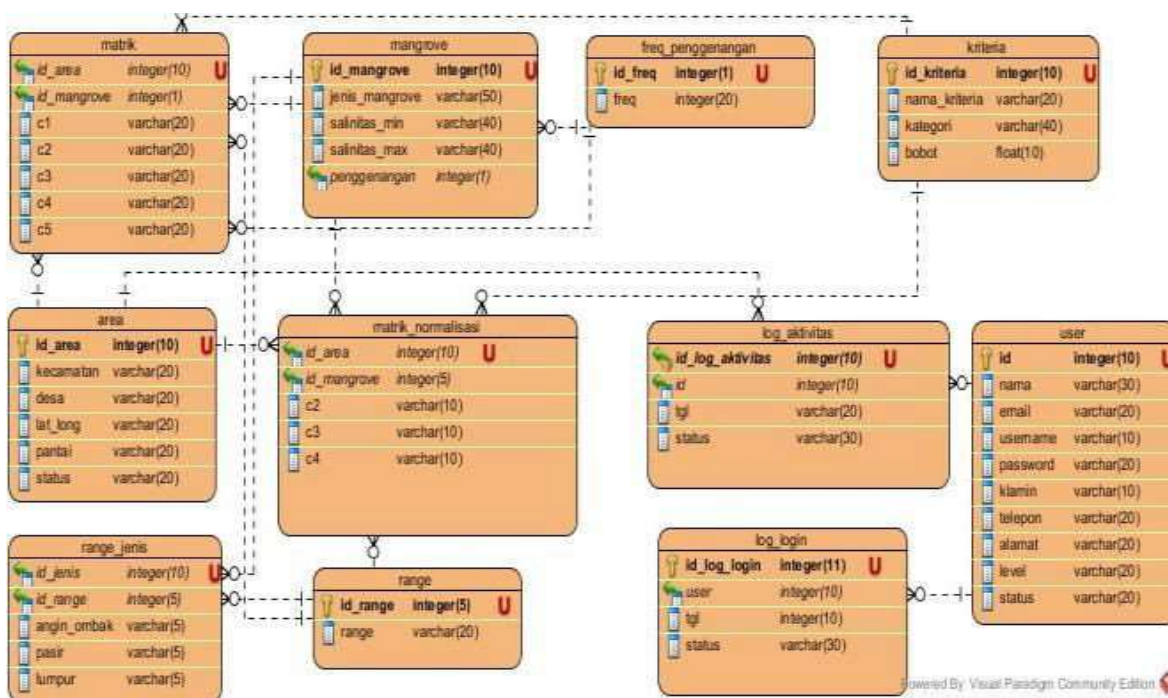 matrik
id_area integer(10) U
id_mangrove integer(1)
c1 varchar(20)
c2 varchar(20)
c3 varchar(20)
c4 varchar(20)
c5 varchar(20)
mangrove
id_mangrove integer(10) U
jenis_mangrove varchar(50)
salinitas_min varchar(40)
salinitas_max varchar(40)
penggenangan integer(1)
freq_penggenangan
id_freq integer(1) U
freq integer(20)
kriteria
id_kriteria integer(10) U
nama_kriteria varchar(20)
kategori varchar(40)
bobot float(10)
area
id_area integer(10) U
kecamatan varchar(20)
desa varchar(20)
lat_long varchar(20)
pantai varchar(20)
status varchar(20)
matrik_normalisasi
id_area integer(10) U
id_mangrove integer(5)
c2 varchar(10)
c3 varchar(10)
c4 varchar(10)
log_aktivitas
id_log_aktivitas integer(10) U
id integer(10)
tgl varchar(20)
status varchar(30)
user
id integer(10) U
nama varchar(30)
email varchar(20)
username varchar(10)
password varchar(20)
klamin varchar(10)
telepon varchar(20)
alamat varchar(20)
level varchar(20)
status varchar(20)
range_jenis
id_jenis integer(10) U
id_range integer(5)
angin_ombak varchar(5)
pasir varchar(5)
lumpur varchar(5)
range
id_range integer(5) U
range varchar(20)
log_login
id_log_login integer(11) U
user integer(10)
tgl integer(10)
status varchar(30)
Powered By Visual Paradigm Community Edition